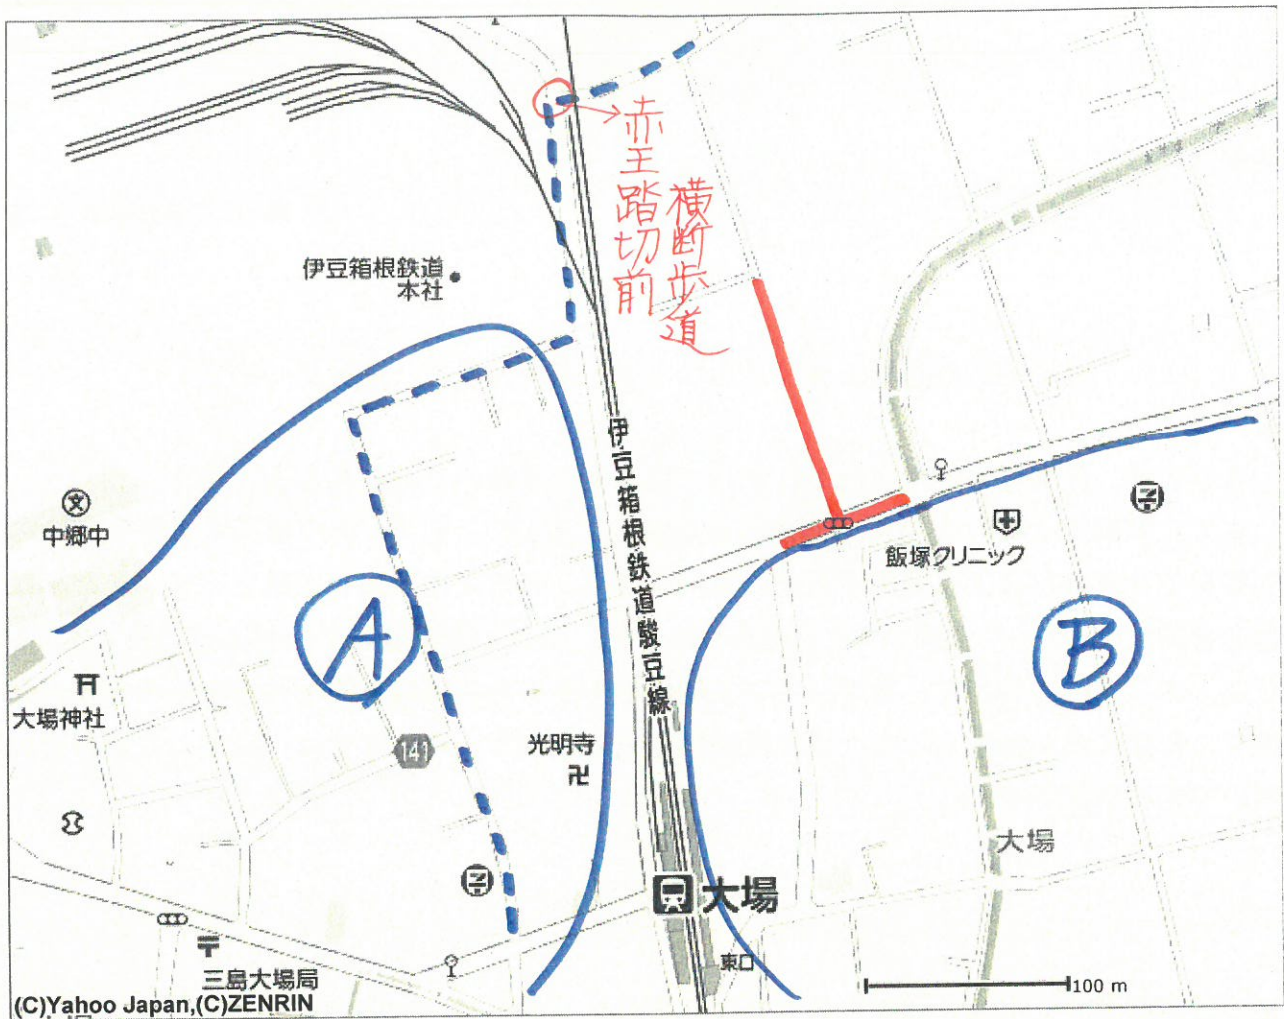 赤王踏切前
横断歩道
伊豆箱根鉄道
本社
伊豆箱根鉄道駿豆線
中郷中
飯塚クリニック
A
B
大場神社
141
光明寺
大場
大場
東口
三島大場局
100 m
(C)Yahoo Japan,(C)ZENRIN